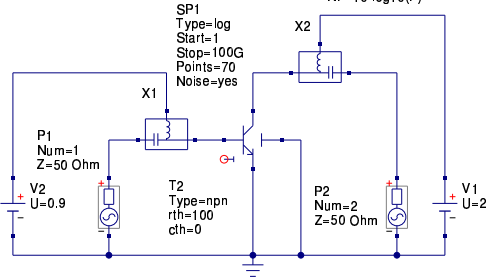 SP1
Type=log
Start=1
Stop=100G
Points=70
Noise=yes
X2
X1
P1
Num=1
Z=50 Ohm
V2
U=0.9
T2
Type=npn
rth=100
cth=0
P2
Num=2
Z=50 Ohm
V1
U=2